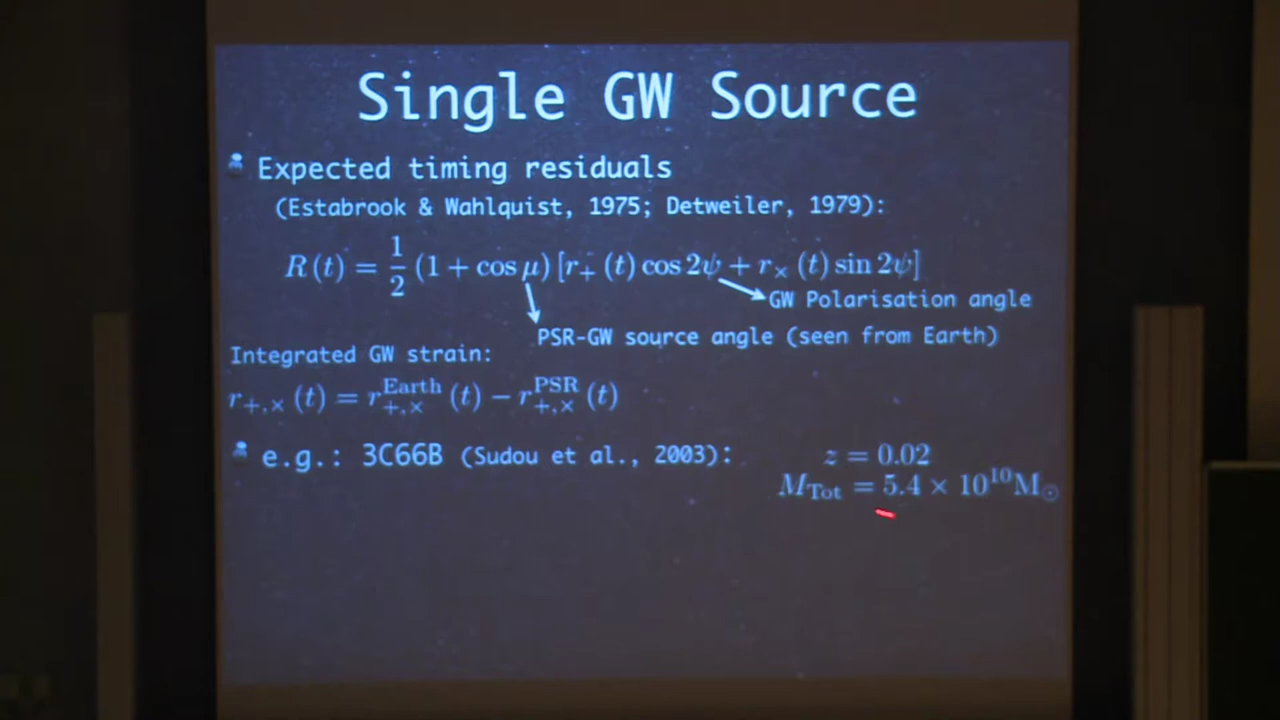 Single GW Source
Expected timing residuals
(Estabrook & Wahlquist, 1975; Detweiler, 1979):
R(t) = 1/2 (1 + cos μ) [r₊(t) cos 2ψ + r×(t) sin 2ψ]
GW Polarisation angle
PSR-GW source angle (seen from Earth)
Integrated GW strain:
r₊,×(t) = r₊,×^Earth(t) − r₊,×^PSR(t)
e.g.: 3C66B (Sudou et al., 2003):
z = 0.02
M_Tot = 5.4 × 10¹⁰ M☉